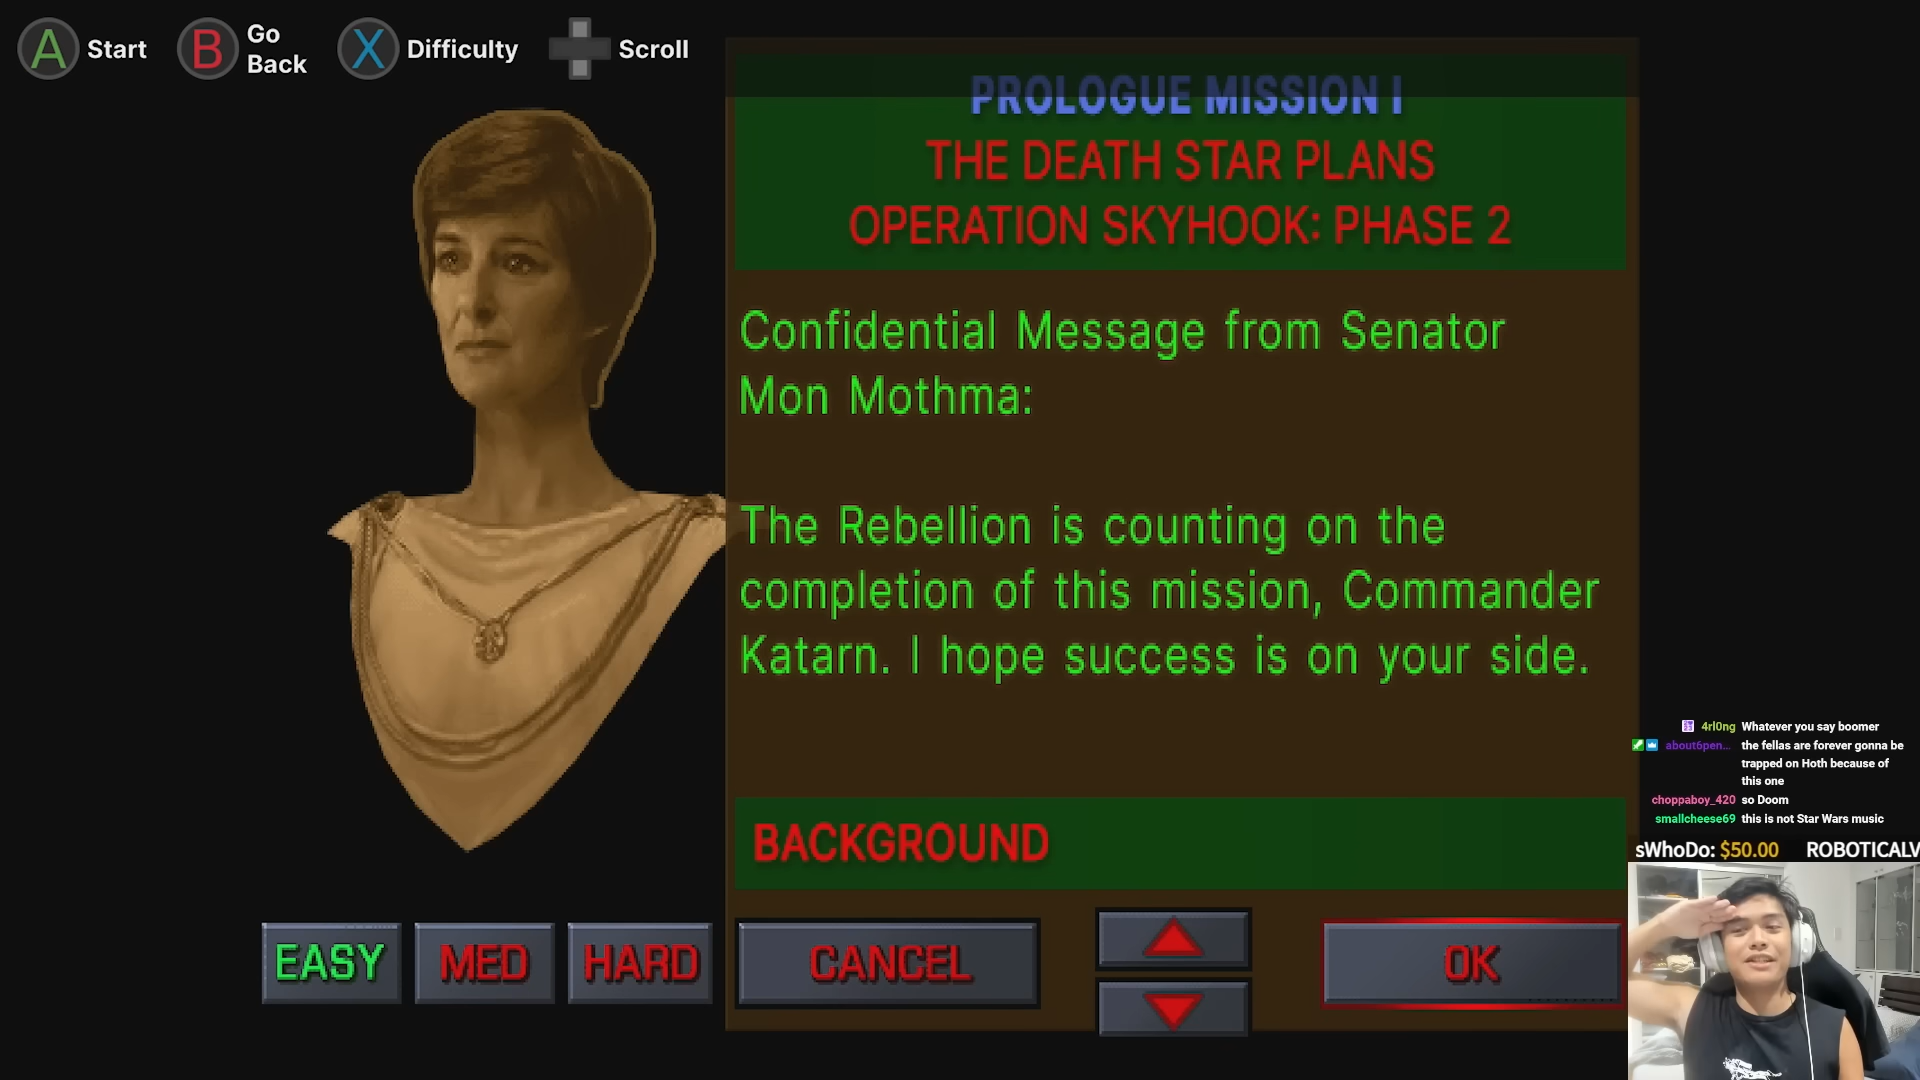 A Start
B Go
Back
X Difficulty
Scroll
PROLOGUE MISSION I
THE DEATH STAR PLANS
OPERATION SKYHOOK: PHASE 2
Confidential Message from Senator
Mon Mothma:
The Rebellion is counting on the
completion of this mission, Commander
Katarn. I hope success is on your side.
BACKGROUND
EASY
MED
HARD
CANCEL
OK
4rl0ng Whatever you say boomer
about6pen... the fellas are forever gonna be
trapped on Hoth because of
this one
choppaboy_420 so Doom
smallcheese69 this is not Star Wars music
sWhoDo: $50.00 ROBOTICALV